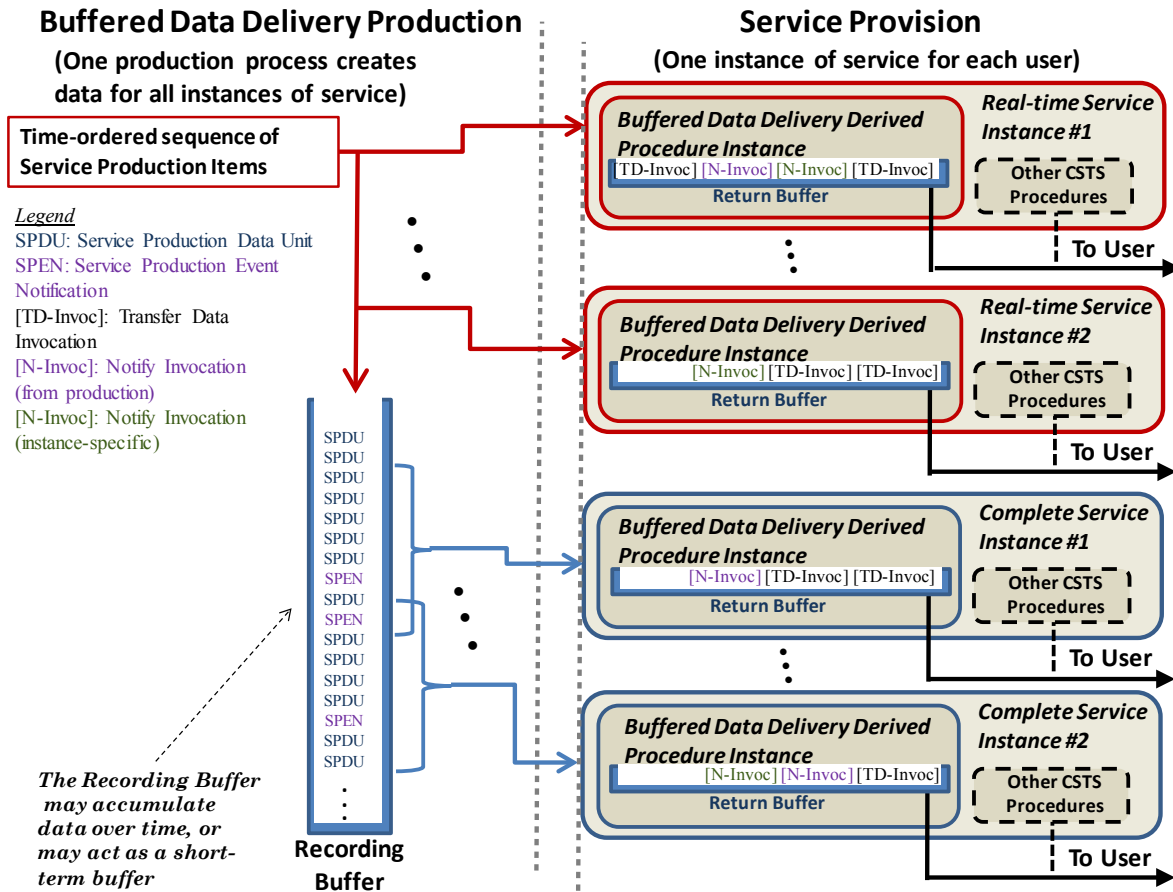 Buffered Data Delivery Production
(One production process creates
data for all instances of service)
Time-ordered sequence of
Service Production Items
Legend
SPDU: Service Production Data Unit
SPEN: Service Production Event
Notification
[TD-Invoc]: Transfer Data
Invocation
[N-Invoc]: Notify Invocation
(from production)
[N-Invoc]: Notify Invocation
(instance-specific)
SPDU
SPDU
SPDU
SPDU
SPDU
SPDU
SPDU
SPEN
SPDU
SPEN
SPDU
SPDU
SPDU
SPDU
SPEN
SPDU
SPDU
The Recording Buffer
may accumulate
data over time, or
may act as a short-
term buffer
Recording
Buffer
Service Provision
(One instance of service for each user)
Buffered Data Delivery Derived
Procedure Instance
[TD-Invoc] [N-Invoc] [N-Invoc] [TD-Invoc]
Return Buffer
Real-time Service
Instance #1
Other CSTS
Procedures
To User
Buffered Data Delivery Derived
Procedure Instance
[N-Invoc] [TD-Invoc] [TD-Invoc]
Return Buffer
Real-time Service
Instance #2
Other CSTS
Procedures
To User
Buffered Data Delivery Derived
Procedure Instance
[N-Invoc] [TD-Invoc] [TD-Invoc]
Return Buffer
Complete Service
Instance #1
Other CSTS
Procedures
To User
Buffered Data Delivery Derived
Procedure Instance
[N-Invoc] [N-Invoc] [TD-Invoc]
Return Buffer
Complete Service
Instance #2
Other CSTS
Procedures
To User